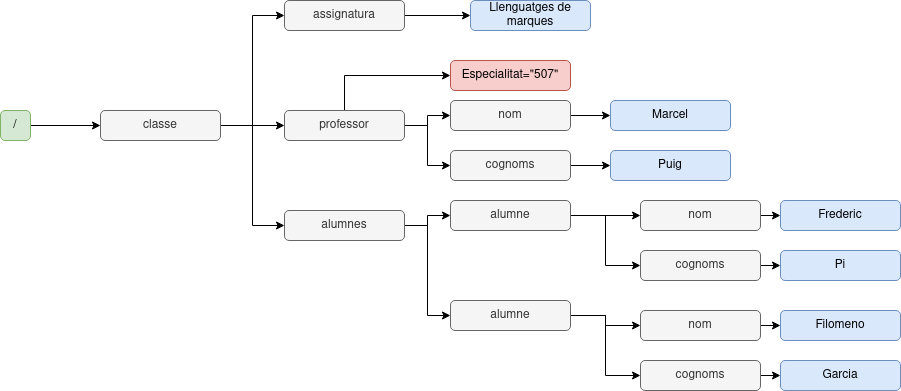 assignatura
Llenguatges de
marques
Especialitat="507"
/
classe
professor
nom
Marcel
cognoms
Puig
alumnes
alumne
nom
Frederic
cognoms
Pi
alumne
nom
Filomeno
cognoms
Garcia